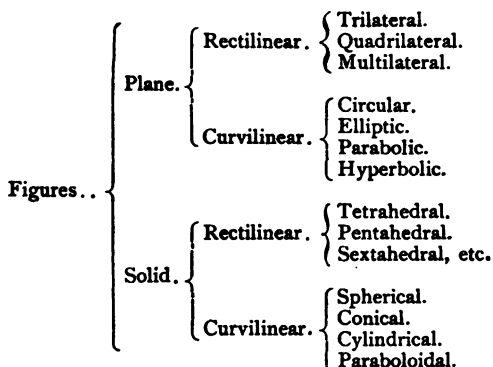 Trilateral.
Rectilinear. Quadrilateral.
Multilateral.
Plane.
Circular.
Elliptic.
Curvilinear. Parabolic.
Hyperbolic.
Figures..
Tetrahedral.
Rectilinear. Pentahedral.
Sextahedral, etc.
Solid.
Spherical.
Conical.
Curvilinear. Cylindrical.
Paraboloidal.